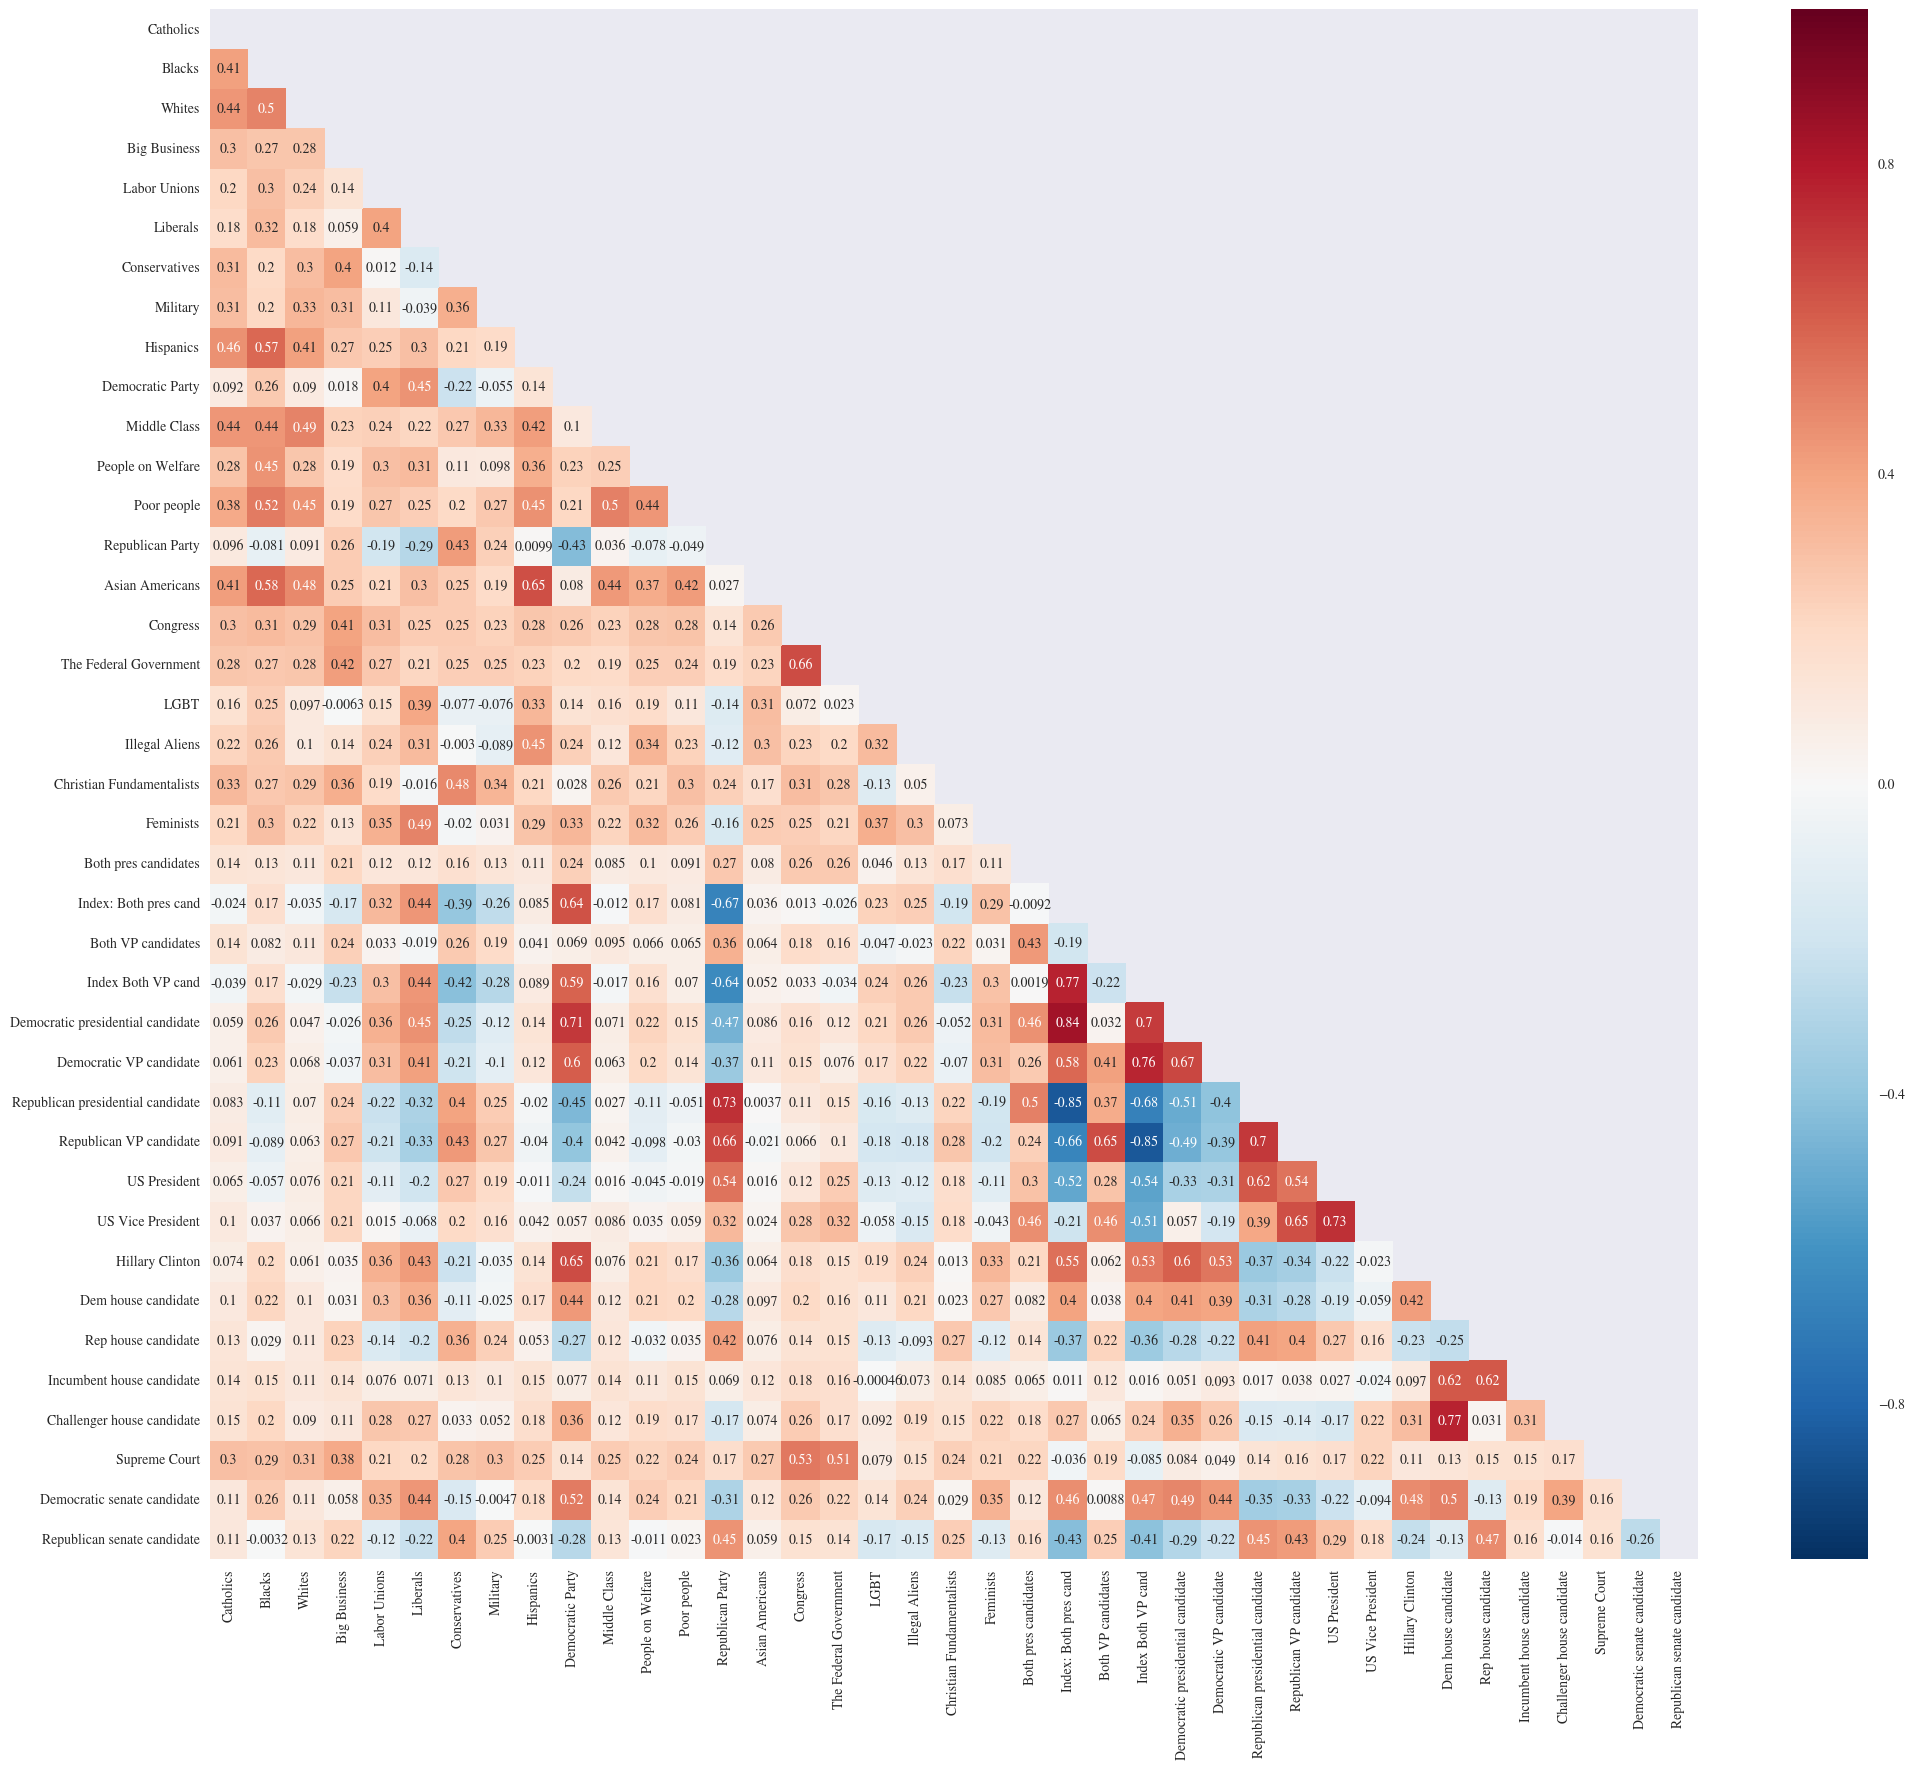 Catholics
Blacks 0.41
Whites 0.44 0.5
Big Business 0.3 0.27 0.28
Labor Unions 0.2 0.3 0.24 0.14
Liberals 0.18 0.32 0.18 0.059 0.4
Conservatives 0.31 0.2 0.3 0.4 0.012 -0.14
Military 0.31 0.2 0.33 0.31 0.11 -0.039 0.36
Hispanics 0.46 0.57 0.41 0.27 0.25 0.3 0.21 0.19
Democratic Party 0.092 0.26 0.09 0.018 0.4 0.45 -0.22 -0.055 0.14
Middle Class 0.44 0.44 0.49 0.23 0.24 0.22 0.27 0.33 0.42 0.1
People on Welfare 0.28 0.45 0.28 0.19 0.3 0.31 0.11 0.098 0.36 0.23 0.25
Poor people 0.38 0.52 0.45 0.19 0.27 0.25 0.2 0.27 0.45 0.21 0.5 0.44
Republican Party 0.096 -0.081 0.091 0.26 -0.19 -0.29 0.43 0.24 0.0099 -0.43 0.036 -0.078 -0.049
Asian Americans 0.41 0.58 0.48 0.25 0.21 0.3 0.25 0.19 0.65 0.08 0.44 0.37 0.42 0.027
Congress 0.3 0.31 0.29 0.41 0.31 0.25 0.25 0.23 0.28 0.26 0.23 0.28 0.28 0.14 0.26
The Federal Government 0.28 0.27 0.28 0.42 0.27 0.21 0.25 0.25 0.23 0.2 0.19 0.25 0.24 0.19 0.23 0.66
LGBT 0.16 0.25 0.097 -0.0063 0.15 0.39 -0.077 -0.076 0.33 0.14 0.16 0.19 0.11 -0.14 0.31 0.072 0.023
Illegal Aliens 0.22 0.26 0.1 0.14 0.24 0.31 -0.003 -0.089 0.45 0.24 0.12 0.34 0.23 -0.12 0.3 0.23 0.2 0.32
Christian Fundamentalists 0.33 0.27 0.29 0.36 0.19 -0.016 0.48 0.34 0.21 0.028 0.26 0.21 0.3 0.24 0.17 0.31 0.28 -0.13 0.05
Feminists 0.21 0.3 0.22 0.13 0.35 0.49 -0.02 0.031 0.29 0.33 0.22 0.32 0.26 -0.16 0.25 0.25 0.21 0.37 0.3 0.073
Both pres candidates 0.14 0.13 0.11 0.21 0.12 0.12 0.16 0.13 0.11 0.24 0.085 0.1 0.091 0.27 0.08 0.26 0.26 0.046 0.13 0.17 0.11
Index: Both pres cand -0.024 0.17 -0.035 -0.17 0.32 0.44 -0.39 -0.26 0.085 0.64 -0.012 0.17 0.081 -0.67 0.036 0.013 -0.026 0.23 0.25 -0.19 0.29 -0.0092
Both VP candidates 0.14 0.082 0.11 0.24 0.033 -0.019 0.26 0.19 0.041 0.069 0.095 0.066 0.065 0.36 0.064 0.18 0.16 -0.047 -0.023 0.22 0.031 0.43 -0.19
Index Both VP cand -0.039 0.17 -0.029 -0.23 0.3 0.44 -0.42 -0.28 0.089 0.59 -0.017 0.16 0.07 -0.64 0.052 0.033 -0.034 0.24 0.26 -0.23 0.3 0.0019 0.77 -0.22
Democratic presidential candidate 0.059 0.26 0.047 -0.026 0.36 0.45 -0.25 -0.12 0.14 0.71 0.071 0.22 0.15 -0.47 0.086 0.16 0.12 0.21 0.26 -0.052 0.31 0.46 0.84 0.032 0.7
Democratic VP candidate 0.061 0.23 0.068 -0.037 0.31 0.41 -0.21 -0.1 0.12 0.6 0.063 0.2 0.14 -0.37 0.11 0.15 0.076 0.17 0.22 -0.07 0.31 0.26 0.58 0.41 0.76 0.67
Republican presidential candidate 0.083 -0.11 0.07 0.24 -0.22 -0.32 0.4 0.25 -0.02 -0.45 0.027 -0.11 -0.051 0.73 0.0037 0.11 0.15 -0.16 -0.13 0.22 -0.19 0.5 -0.85 0.37 -0.68 -0.51 -0.4
Republican VP candidate 0.091 -0.089 0.063 0.27 -0.21 -0.33 0.43 0.27 -0.04 -0.4 0.042 -0.098 -0.03 0.66 -0.021 0.066 0.1 -0.18 -0.18 0.28 -0.2 0.24 -0.66 0.65 -0.85 -0.49 -0.39 0.7
US President 0.065 -0.057 0.076 0.21 -0.11 -0.2 0.27 0.19 -0.011 -0.24 0.016 -0.045 -0.019 0.54 0.016 0.12 0.25 -0.13 -0.12 0.18 -0.11 0.3 -0.52 0.28 -0.54 -0.33 -0.31 0.62 0.54
US Vice President 0.1 0.037 0.066 0.21 0.015 -0.068 0.2 0.16 0.042 0.057 0.086 0.035 0.059 0.32 0.024 0.28 0.32 -0.058 -0.15 0.18 -0.043 0.46 -0.21 0.46 -0.51 0.057 -0.19 0.39 0.65 0.73
Hillary Clinton 0.074 0.2 0.061 0.035 0.36 0.43 -0.21 -0.035 0.14 0.65 0.076 0.21 0.17 -0.36 0.064 0.18 0.15 0.19 0.24 0.013 0.33 0.21 0.55 0.062 0.53 0.6 0.53 -0.37 -0.34 -0.22 -0.023
Dem house candidate 0.1 0.22 0.1 0.031 0.3 0.36 -0.11 -0.025 0.17 0.44 0.12 0.21 0.2 -0.28 0.097 0.2 0.16 0.11 0.21 0.023 0.27 0.082 0.4 0.038 0.4 0.41 0.39 -0.31 -0.28 -0.19 -0.059 0.42
Rep house candidate 0.13 0.029 0.11 0.23 -0.14 -0.2 0.36 0.24 0.053 -0.27 0.12 -0.032 0.035 0.42 0.076 0.14 0.15 -0.13 -0.093 0.27 -0.12 0.14 -0.37 0.22 -0.36 -0.28 -0.22 0.41 0.4 0.27 0.16 -0.23 -0.25
Incumbent house candidate 0.14 0.15 0.11 0.14 0.076 0.071 0.13 0.1 0.15 0.077 0.14 0.11 0.15 0.069 0.12 0.18 0.16 -0.00046 0.073 0.14 0.085 0.065 0.011 0.12 0.016 0.051 0.093 0.017 0.038 0.027 -0.024 0.097 0.62 0.62
Challenger house candidate 0.15 0.2 0.09 0.11 0.28 0.27 0.033 0.052 0.18 0.36 0.12 0.19 0.17 -0.17 0.074 0.26 0.17 0.092 0.19 0.15 0.22 0.18 0.27 0.065 0.24 0.35 0.26 -0.15 -0.14 -0.17 0.22 0.31 0.77 0.031 0.31
Supreme Court 0.3 0.29 0.31 0.38 0.21 0.2 0.28 0.3 0.25 0.14 0.25 0.22 0.24 0.17 0.27 0.53 0.51 0.079 0.15 0.24 0.21 0.22 -0.036 0.19 -0.085 0.084 0.049 0.14 0.16 0.17 0.22 0.11 0.13 0.15 0.15 0.17
Democratic senate candidate 0.11 0.26 0.11 0.058 0.35 0.44 -0.15 -0.0047 0.18 0.52 0.14 0.24 0.21 -0.31 0.12 0.26 0.22 0.14 0.24 0.029 0.35 0.12 0.46 0.0088 0.47 0.49 0.44 -0.35 -0.33 -0.22 -0.094 0.48 0.5 -0.13 0.19 0.39 0.16
Republican senate candidate 0.11 -0.0032 0.13 0.22 -0.12 -0.22 0.4 0.25 -0.0031 -0.28 0.13 -0.011 0.023 0.45 0.059 0.15 0.14 -0.17 -0.15 0.25 -0.13 0.16 -0.43 0.25 -0.41 -0.29 -0.22 0.45 0.43 0.29 0.18 -0.24 -0.13 0.47 0.16 -0.014 0.16 -0.26
Catholics
Blacks
Whites
Big Business
Labor Unions
Liberals
Conservatives
Military
Hispanics
Democratic Party
Middle Class
People on Welfare
Poor people
Republican Party
Asian Americans
Congress
The Federal Government
LGBT
Illegal Aliens
Christian Fundamentalists
Feminists
Both pres candidates
Index: Both pres cand
Both VP candidates
Index Both VP cand
Democratic presidential candidate
Democratic VP candidate
Republican presidential candidate
Republican VP candidate
US President
US Vice President
Hillary Clinton
Dem house candidate
Rep house candidate
Incumbent house candidate
Challenger house candidate
Supreme Court
Democratic senate candidate
Republican senate candidate
0.8
0.4
0.0
−0.4
−0.8